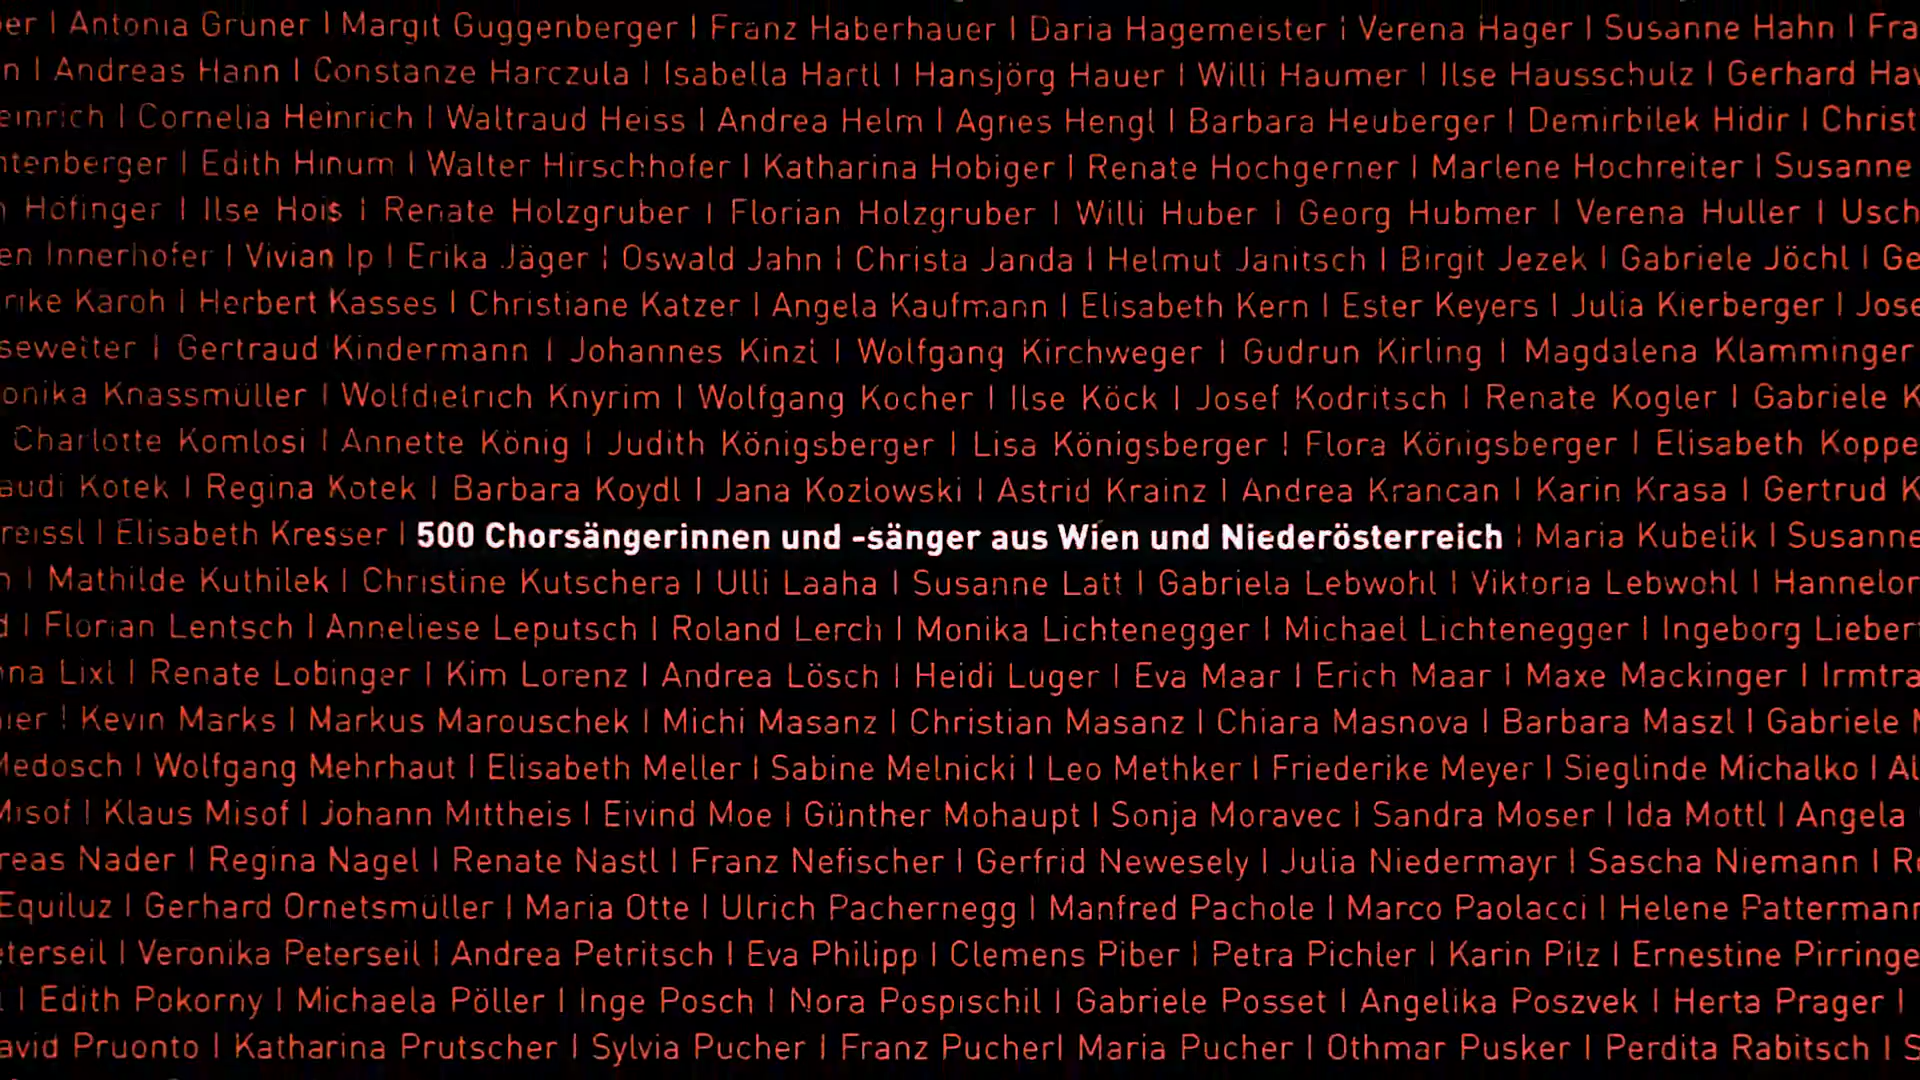 er | Antonia Gruner | Margit Guggenberger | Franz Haberhauer | Daria Hagemeister | Verena Hager | Susanne Hahn | Fra
n | Andreas Hann | Constanze Harczula | Isabella Hartl | Hansjörg Hauer | Willi Haumer | Ilse Hausschulz | Gerhard Hav
einrich | Cornelia Heinrich | Waltraud Heiss | Andrea Helm | Agnes Hengl | Barbara Heuberger | Demirbilek Hidir | Christ
ntenberger | Edith Hinum | Walter Hirschhofer | Katharina Hobiger | Renate Hochgerner | Marlene Hochreiter | Susanne
Höfinger | Ilse Hois | Renate Holzgruber | Florian Holzgruber | Willi Huber | Georg Hubmer | Verena Huller | Usch
en Innerhofer | Vivian Ip | Erika Jäger | Oswald Jahn | Christa Janda | Helmut Janitsch | Birgit Jezek | Gabriele Jöchl | Ge
rike Karoh | Herbert Kasses | Christiane Katzer | Angela Kaufmann | Elisabeth Kern | Ester Keyers | Julia Kierberger | Jose
seweiter | Gertraud Kindermann | Johannes Kinzl | Wolfgang Kirchweger | Gudrun Kirling | Magdalena Klamminger
onika Knassmüller | Wolfdietrich Knyrim | Wolfgang Kocher | Ilse Köck | Josef Kodritsch | Renate Kogler | Gabriele K
Charlotte Komlosi | Annette König | Judith Königsberger | Lisa Königsberger | Flora Königsberger | Elisabeth Koppe
audi Kotek | Regina Kotek | Barbara Koydl | Jana Kozlowski | Astrid Krainz | Andrea Krancan | Karin Krasa | Gertrud K
reissl | Elisabeth Kresser | 500 Chorsängerinnen und -sänger aus Wien und Niederösterreich | Maria Kubelik | Susanne
n | Mathilde Kuthilek | Christine Kutschera | Ulli Laaha | Susanne Latt | Gabriela Lebwohl | Viktoria Lebwohl | Hannelor
d | Florian Lentsch | Anneliese Leputsch | Roland Lerch | Monika Lichtenegger | Michael Lichtenegger | Ingeborg Lieber
na Lixl | Renate Lobinger | Kim Lorenz | Andrea Lösch | Heidi Luger | Eva Maar | Erich Maar | Maxe Mackinger | Irmtra
ier | Kevin Marks | Markus Marouschek | Michi Masanz | Christian Masanz | Chiara Masnova | Barbara Maszl | Gabriele M
Medosch | Wolfgang Mehrhaut | Elisabeth Meller | Sabine Melnicki | Leo Methker | Friederike Meyer | Sieglinde Michalko | Al
Misof | Klaus Misof | Johann Mittheis | Eivind Moe | Günther Mohaupt | Sonja Moravec | Sandra Moser | Ida Mottl | Angela
reas Nader | Regina Nagel | Renate Nastl | Franz Nefischer | Gerfrid Newesely | Julia Niedermayr | Sascha Niemann | Re
Equiluz | Gerhard Ornetsmüller | Maria Otte | Ulrich Pachernegg | Manfred Pachole | Marco Paolacci | Helene Patterman
terseil | Veronika Peterseil | Andrea Petritsch | Eva Philipp | Clemens Piber | Petra Pichler | Karin Pilz | Ernestine Pirringe
| Edith Pokorny | Michaela Pöller | Inge Posch | Nora Pospischil | Gabriele Posset | Angelika Poszvek | Herta Prager |
avid Pruonto | Katharina Prutscher | Sylvia Pucher | Franz Pucherl Maria Pucher | Othmar Pusker | Perdita Rabitsch | S